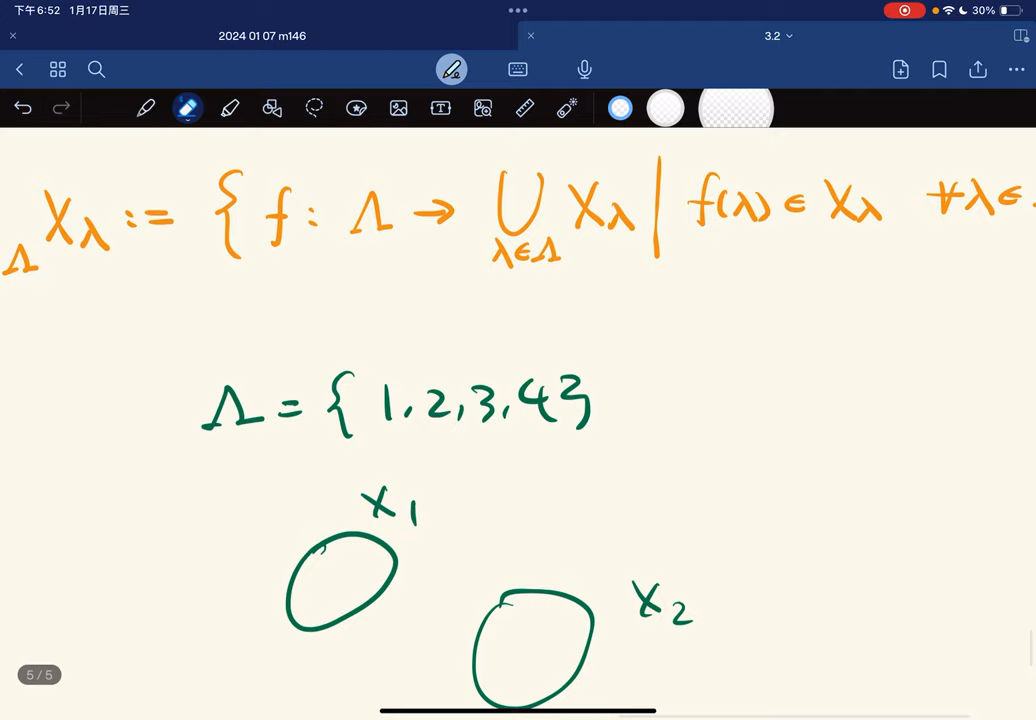 下午6:52 1月17日周三 30%
2024 01 07 m146 3.2
Λ Xλ := { f : Λ → ⋃ λ∈Λ Xλ | f(λ) ∈ Xλ ∀λ∈
Λ = { 1, 2, 3, 4 }
X1
X2
5 / 5